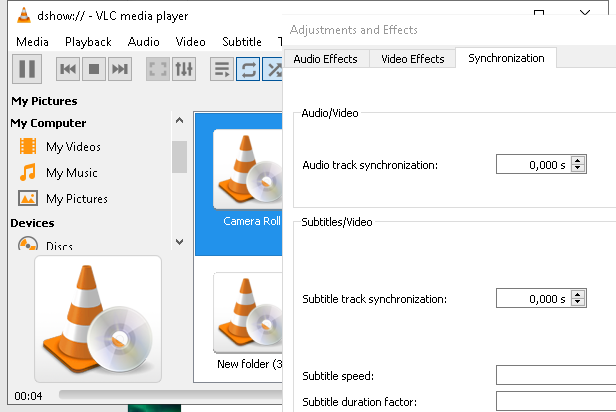 dshow:// - VLC media player
Media Playback Audio Video Subtitle
My Pictures
My Computer
My Videos
My Music
My Pictures
Devices
Discs
Camera Roll
New folder (3
00:04
Adjustments and Effects
Audio Effects Video Effects Synchronization
Audio/Video
Audio track synchronization: 0,000 s
Subtitles/Video
Subtitle track synchronization: 0,000 s
Subtitle speed:
Subtitle duration factor: